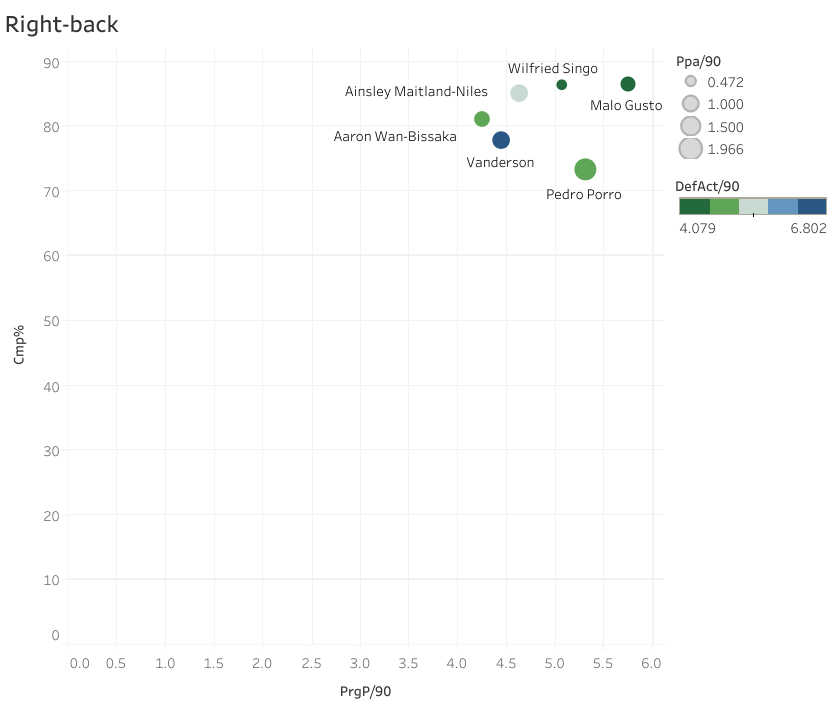 Right-back
90
80
70
60
50
40
30
20
10
0
Cmp%
Wilfried Singo
Ainsley Maitland-Niles
Malo Gusto
Aaron Wan-Bissaka
Vanderson
Pedro Porro
0.0 0.5 1.0 1.5 2.0 2.5 3.0 3.5 4.0 4.5 5.0 5.5 6.0
PrgP/90
Ppa/90
0.472
1.000
1.500
1.966
DefAct/90
4.079 6.802